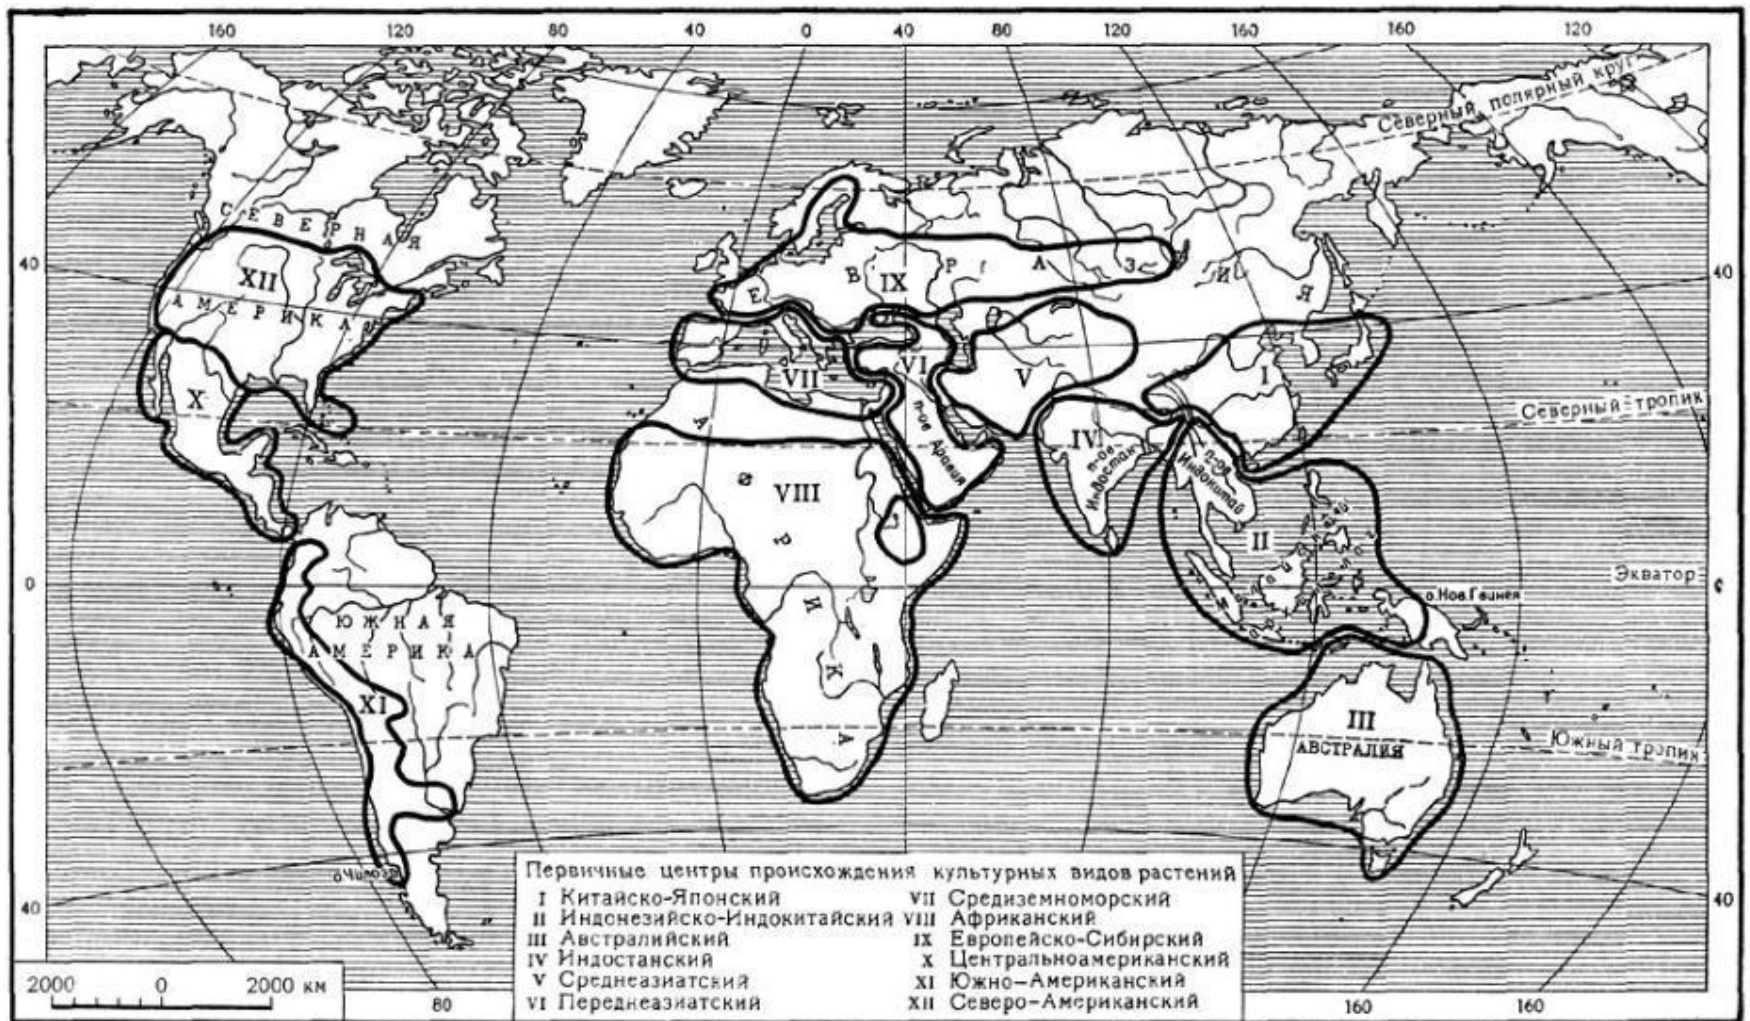 160 120 80 40 0 40 80 120 160 160 120
Северный полярный круг
СЕВЕРНАЯ
АМЕРИКА
XII
40
40
ЕВРАЗИЯ
IX
X
VII
VI
V
I
Северный тропик
п-ов Аравия
IV
п-ов Индостан
п-ов Индокитай
АФРИКА
VIII
II
0
Экватор
о.Нов.Гвинея
ЮЖНАЯ
АМЕРИКА
XI
III
АВСТРАЛИЯ
Южный тропик
40
40
Первичные центры происхождения культурных видов растений
I Китайско-Японский
II Индонезийско-Индокитайский
III Австралийский
IV Индостанский
V Среднеазиатский
VI Переднеазиатский
VII Средиземноморский
VIII Африканский
IX Европейско-Сибирский
X Центральноамериканский
XI Южно-Американский
XII Северо-Американский
2000 0 2000 км
80
160
160